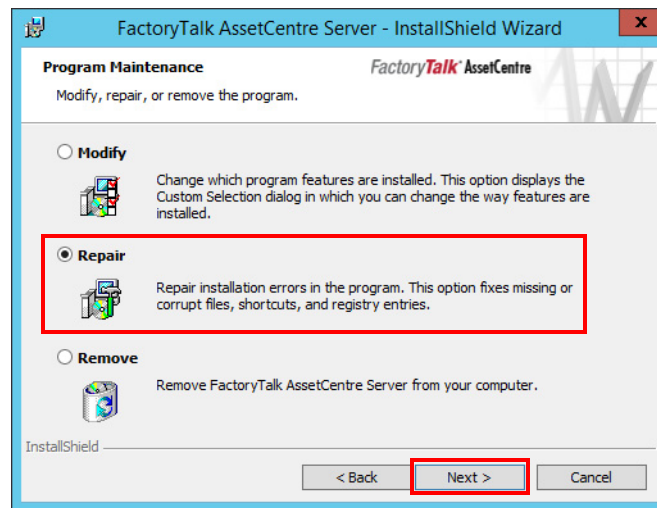 FactoryTalk AssetCentre Server - InstallShield Wizard
x
Program Maintenance
FactoryTalk® AssetCentre
Modify, repair, or remove the program.
Modify
Change which program features are installed. This option displays the
Custom Selection dialog in which you can change the way features are
installed.
Repair
Repair installation errors in the program. This option fixes missing or
corrupt files, shortcuts, and registry entries.
Remove
Remove FactoryTalk AssetCentre Server from your computer.
InstallShield
< Back
Next >
Cancel